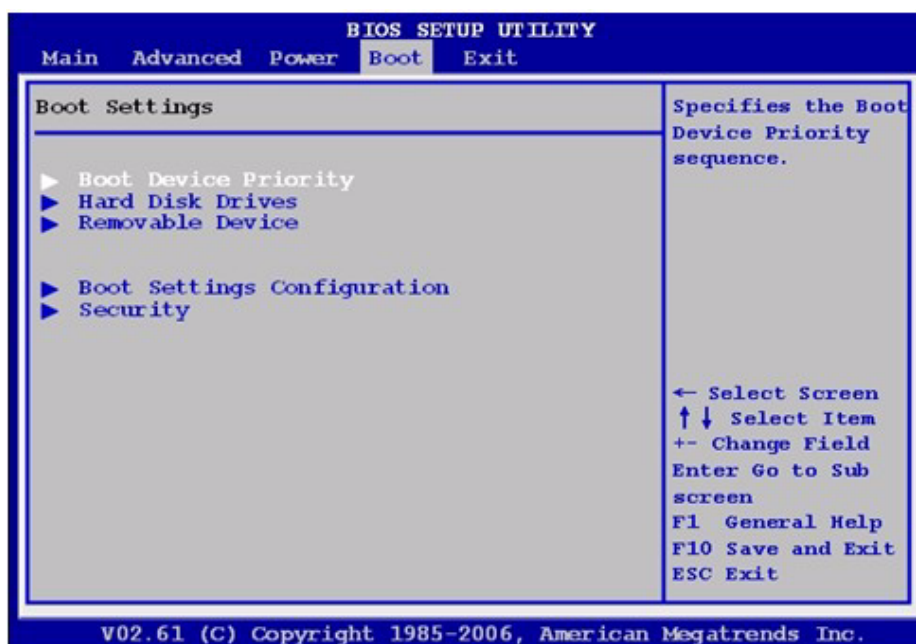 BIOS SETUP UTILITY
Main Advanced Power Boot Exit
Boot Settings
▶ Boot Device Priority
▶ Hard Disk Drives
▶ Removable Device
▶ Boot Settings Configuration
▶ Security
Specifies the Boot
Device Priority
sequence.
← Select Screen
↑↓ Select Item
+- Change Field
Enter Go to Sub
screen
F1 General Help
F10 Save and Exit
ESC Exit
V02.61 (C) Copyright 1985-2006, American Megatrends Inc.